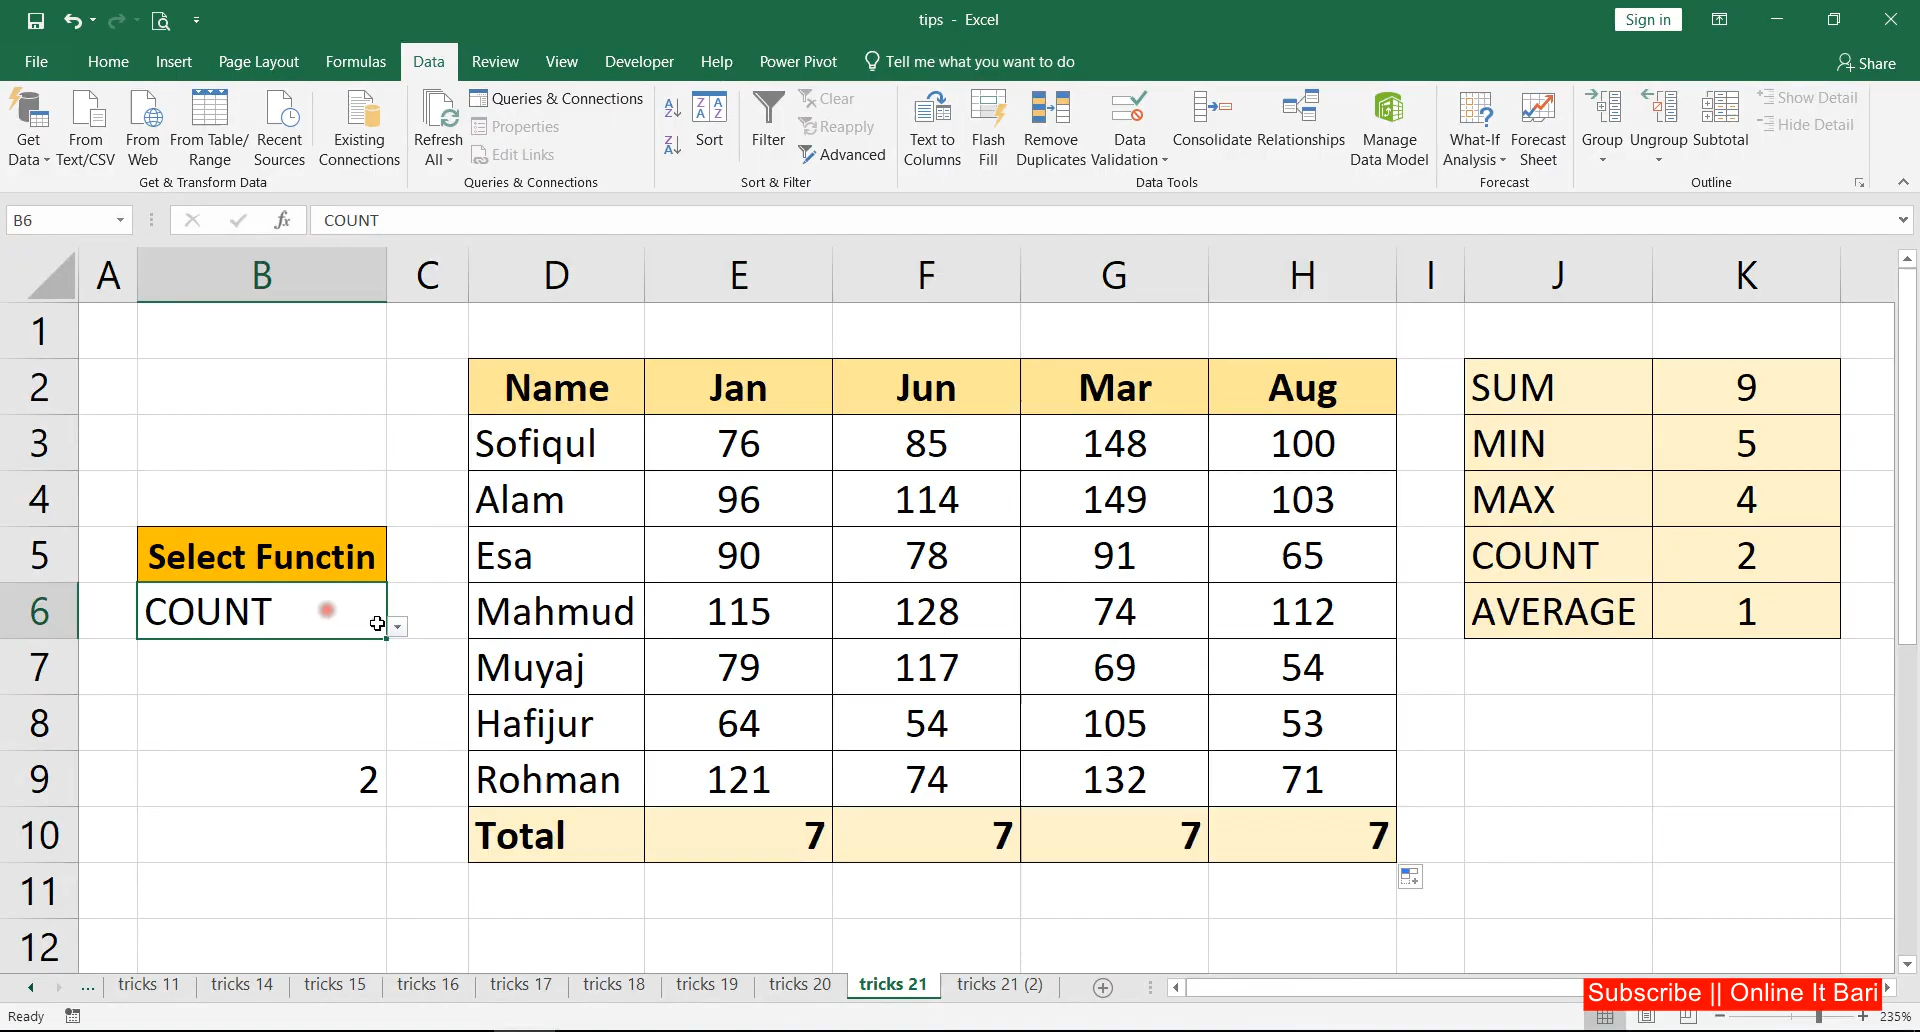 tips - Excel
Sign in
File Home Insert Page Layout Formulas Data Review View Developer Help Power Pivot Tell me what you want to do Share
Get Data
From Text/CSV
From Web
From Table/ Range
Recent Sources
Existing Connections
Get & Transform Data
Refresh All
Queries & Connections
Properties
Edit Links
Queries & Connections
A Z
Z A
Sort
Filter
Clear
Reapply
Advanced
Sort & Filter
Text to Columns
Flash Fill
Remove Duplicates
Data Validation
Consolidate
Relationships
Manage Data Model
Data Tools
What-If Analysis
Forecast Sheet
Forecast
Group
Ungroup
Subtotal
Show Detail
Hide Detail
Outline
B6 fx COUNT
A B C D E F G H I J K
1
2 Name Jan Jun Mar Aug SUM 9
3 Sofiqul 76 85 148 100 MIN 5
4 Alam 96 114 149 103 MAX 4
5 Select Functin Esa 90 78 91 65 COUNT 2
6 COUNT Mahmud 115 128 74 112 AVERAGE 1
7 Muyaj 79 117 69 54
8 Hafijur 64 54 105 53
9 2 Rohman 121 74 132 71
10 Total 7 7 7 7
11
12
... tricks 11 tricks 14 tricks 15 tricks 16 tricks 17 tricks 18 tricks 19 tricks 20 tricks 21 tricks 21 (2)
Subscribe || Online It Bari
Ready 235%